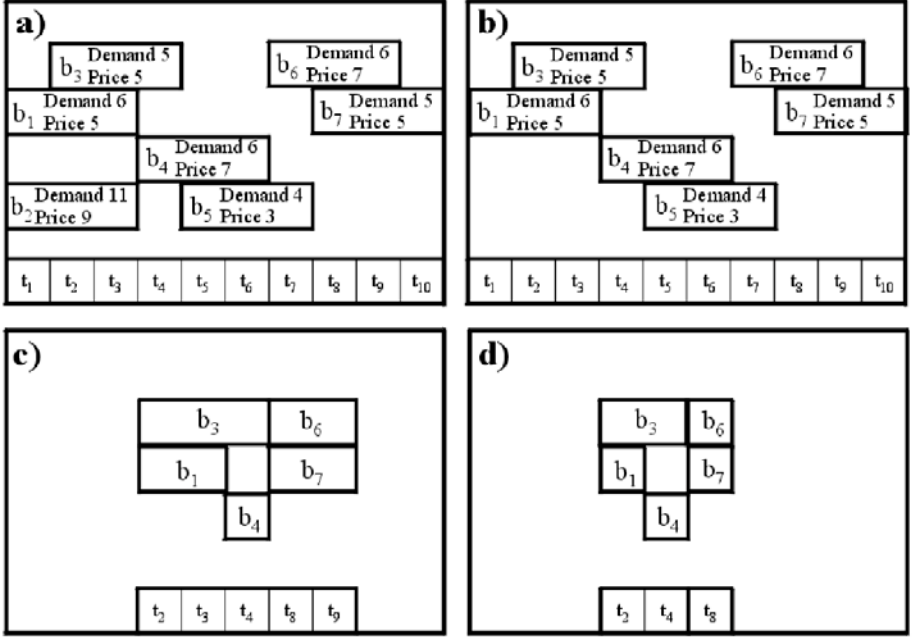 a)
b₃ Demand 5
Price 5
b₆ Demand 6
Price 7
b₁ Demand 6
Price 5
b₇ Demand 5
Price 5
b₄ Demand 6
Price 7
b₂ Demand 11
Price 9
b₅ Demand 4
Price 3
t₁ t₂ t₃ t₄ t₅ t₆ t₇ t₈ t₉ t₁₀
b)
b₃ Demand 5
Price 5
b₆ Demand 6
Price 7
b₁ Demand 6
Price 5
b₇ Demand 5
Price 5
b₄ Demand 6
Price 7
b₅ Demand 4
Price 3
t₁ t₂ t₃ t₄ t₅ t₆ t₇ t₈ t₉ t₁₀
c)
b₃ b₆
b₁ b₇
b₄
t₂ t₃ t₄ t₈ t₉
d)
b₃ b₆
b₁ b₇
b₄
t₂ t₄ t₈